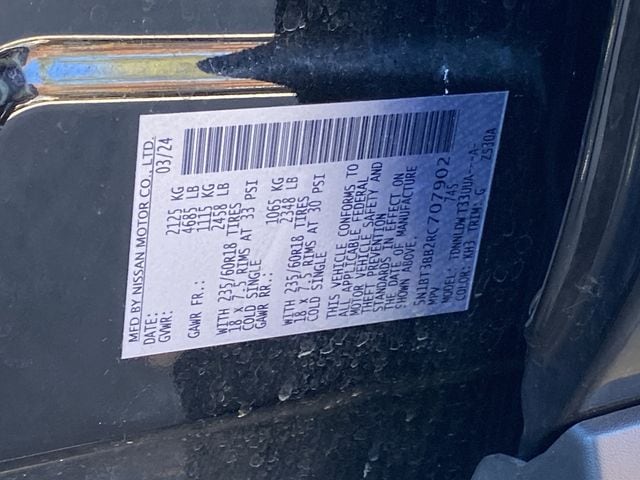 MFD BY NISSAN MOTOR CO., LTD.
DATE: 03/24
GVWR: 2125 KG
4685 LB
GAWR FR.: 1115 KG
2458 LB
WITH 235/60R18 TIRES
18 X 7.5 RIMS AT 33 PSI
COLD SINGLE
GAWR RR.: 1065 KG
2348 LB
WITH 235/60R18 TIRES
18 X 7.5 RIMS AT 30 PSI
COLD SINGLE
THIS VEHICLE CONFORMS TO
ALL APPLICABLE FEDERAL
MOTOR VEHICLE SAFETY AND
THEFT PREVENTION
STANDARDS IN EFFECT ON
THE DATE OF MANUFACTURE
SHOWN ABOVE.
5N1BT3BB2RC707902
MPV 745
MODEL:
COLOR: KH3 TRIM: G ZS30A